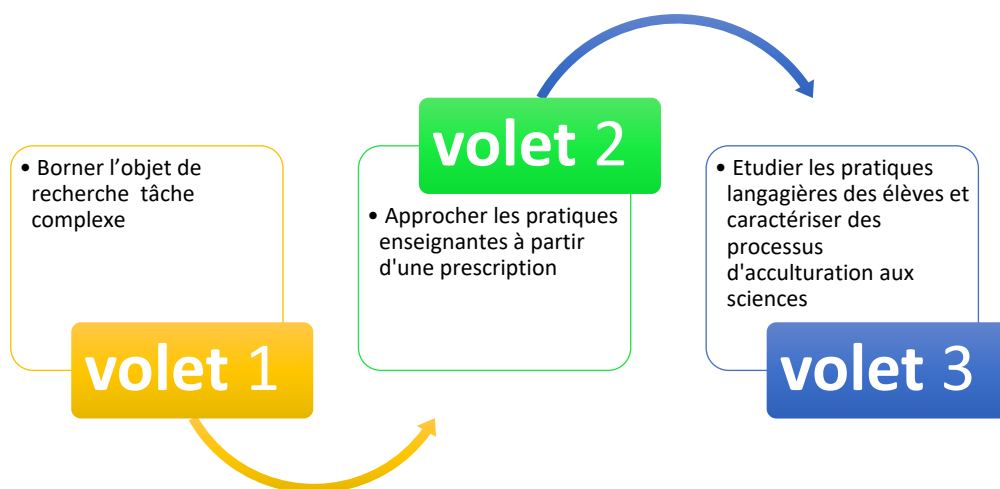 • Borner l'objet de
recherche  tâche
complexe
volet 1
volet 2
• Approcher les pratiques
enseignantes à partir
d'une prescription
• Etudier les pratiques
langagières des élèves et
caractériser des
processus
d'acculturation aux
sciences
volet 3